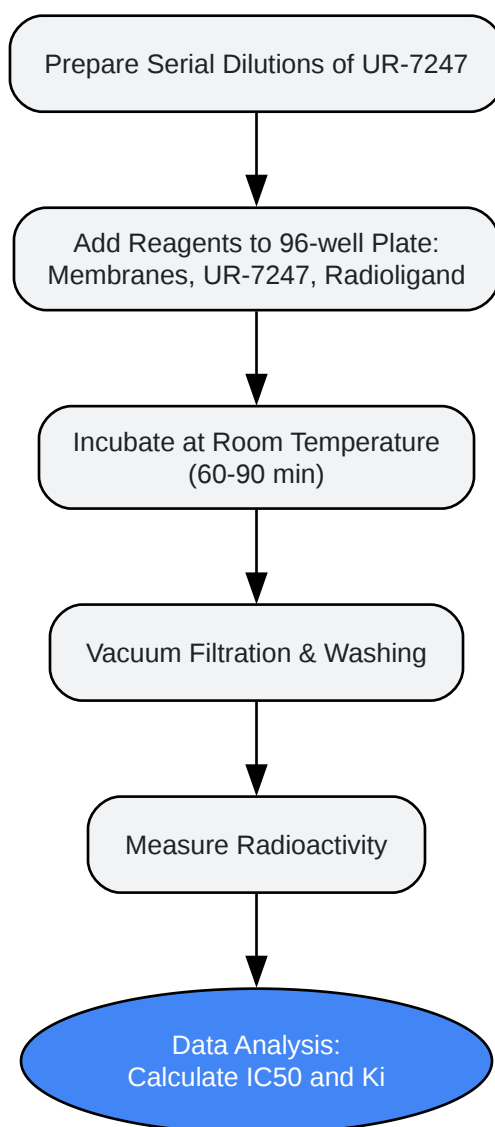 Prepare Serial Dilutions of UR-7247
Add Reagents to 96-well Plate:
Membranes, UR-7247, Radioligand
Incubate at Room Temperature
(60-90 min)
Vacuum Filtration & Washing
Measure Radioactivity
Data Analysis:
Calculate IC50 and Ki